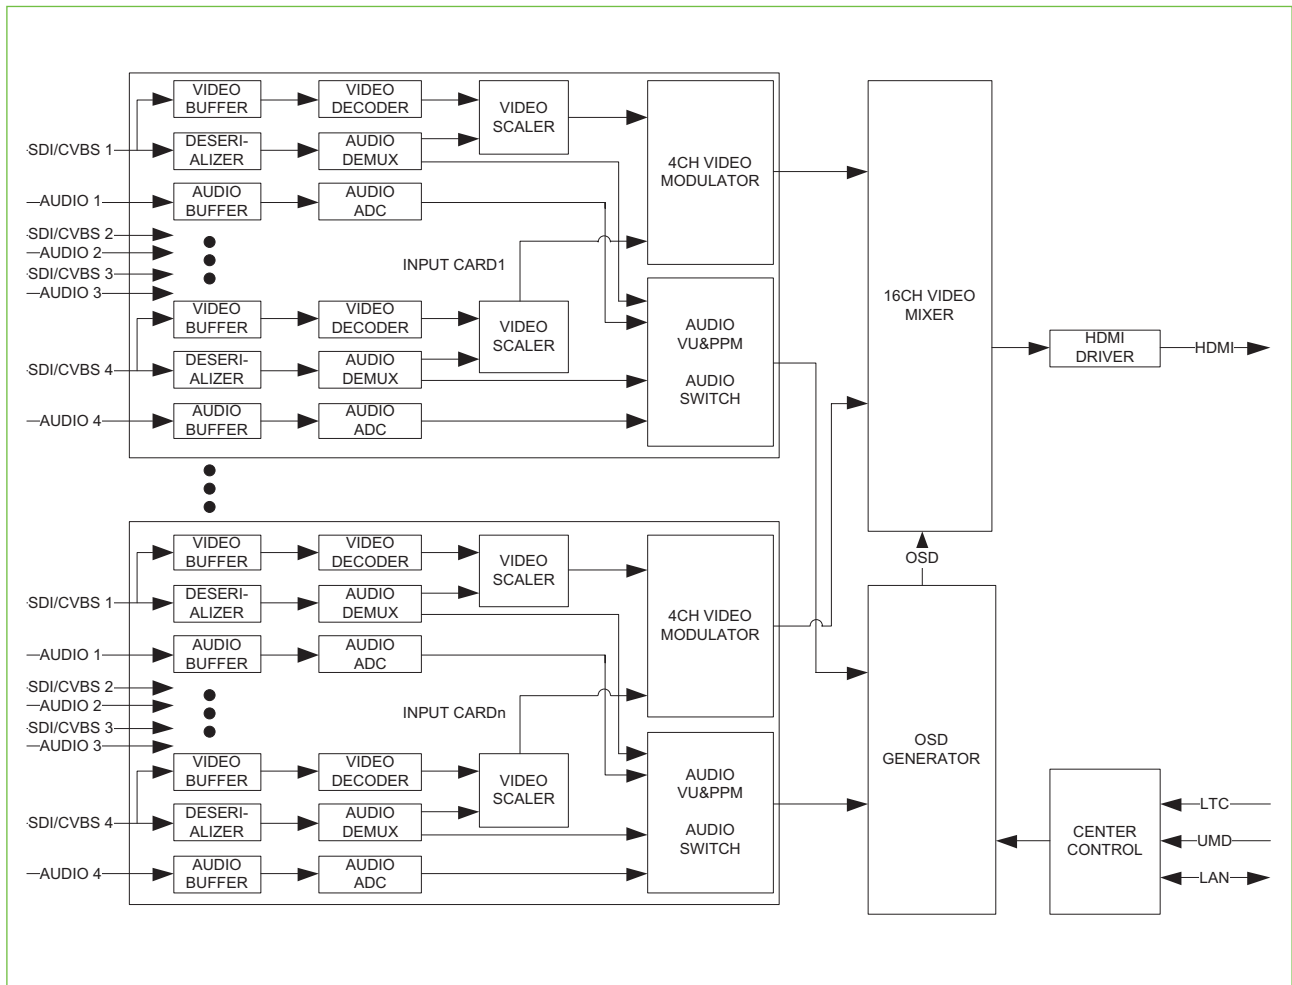 VIDEO
BUFFER
VIDEO
DECODER
VIDEO
SCALER
SDI/CVBS 1
DESERI-
ALIZER
AUDIO
DEMUX
4CH VIDEO
MODULATOR
AUDIO 1
AUDIO
BUFFER
AUDIO
ADC
SDI/CVBS 2
AUDIO 2
SDI/CVBS 3
AUDIO 3
INPUT CARD1
VIDEO
BUFFER
VIDEO
DECODER
VIDEO
SCALER
SDI/CVBS 4
DESERI-
ALIZER
AUDIO
DEMUX
AUDIO 4
AUDIO
BUFFER
AUDIO
ADC
AUDIO
VU&PPM
AUDIO
SWITCH
16CH VIDEO
MIXER
HDMI
DRIVER
HDMI
VIDEO
BUFFER
VIDEO
DECODER
VIDEO
SCALER
SDI/CVBS 1
DESERI-
ALIZER
AUDIO
DEMUX
4CH VIDEO
MODULATOR
AUDIO 1
AUDIO
BUFFER
AUDIO
ADC
SDI/CVBS 2
AUDIO 2
SDI/CVBS 3
AUDIO 3
INPUT CARDn
VIDEO
BUFFER
VIDEO
DECODER
VIDEO
SCALER
SDI/CVBS 4
DESERI-
ALIZER
AUDIO
DEMUX
AUDIO 4
AUDIO
BUFFER
AUDIO
ADC
AUDIO
VU&PPM
AUDIO
SWITCH
OSD
OSD
GENERATOR
CENTER
CONTROL
LTC
UMD
LAN